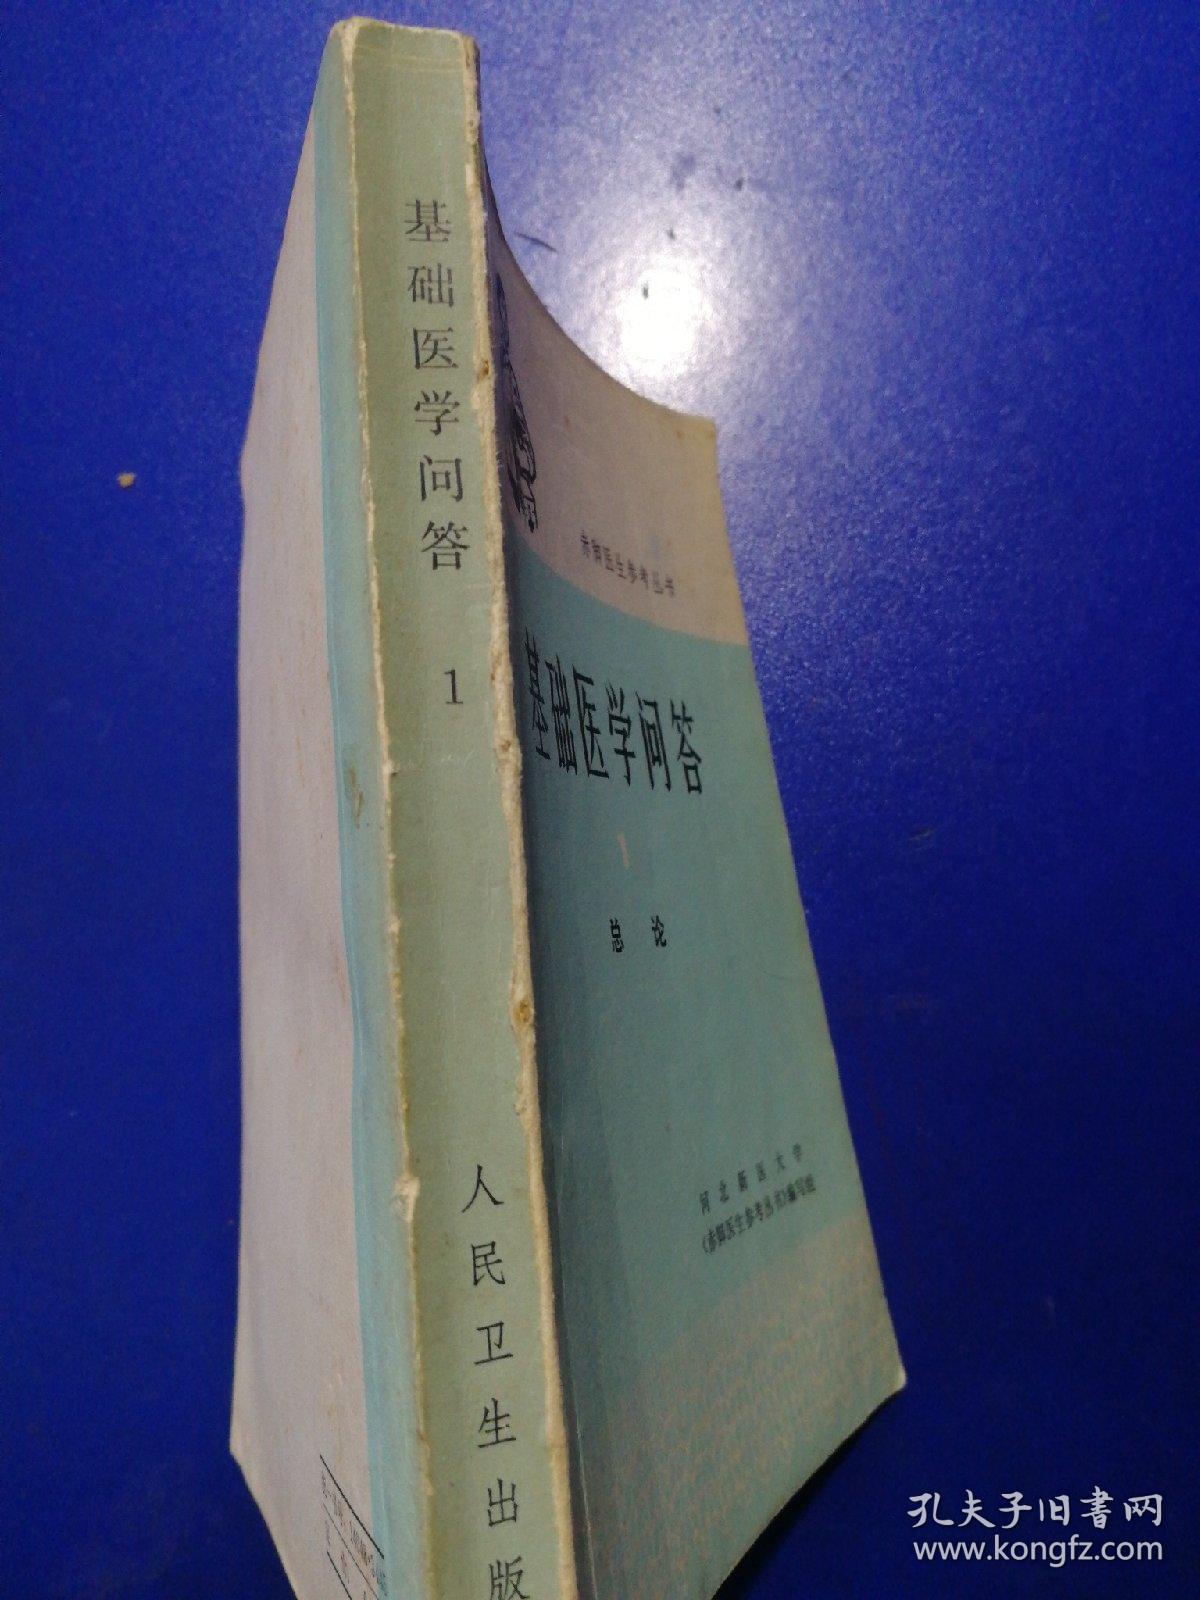 基础医学问答 1 人民卫生出版
赤脚医生参考丛书
基础医学问答
1
总论
河北新医大学
《赤脚医生参考丛书》编写组
孔夫子旧书网
www.kongfz.com